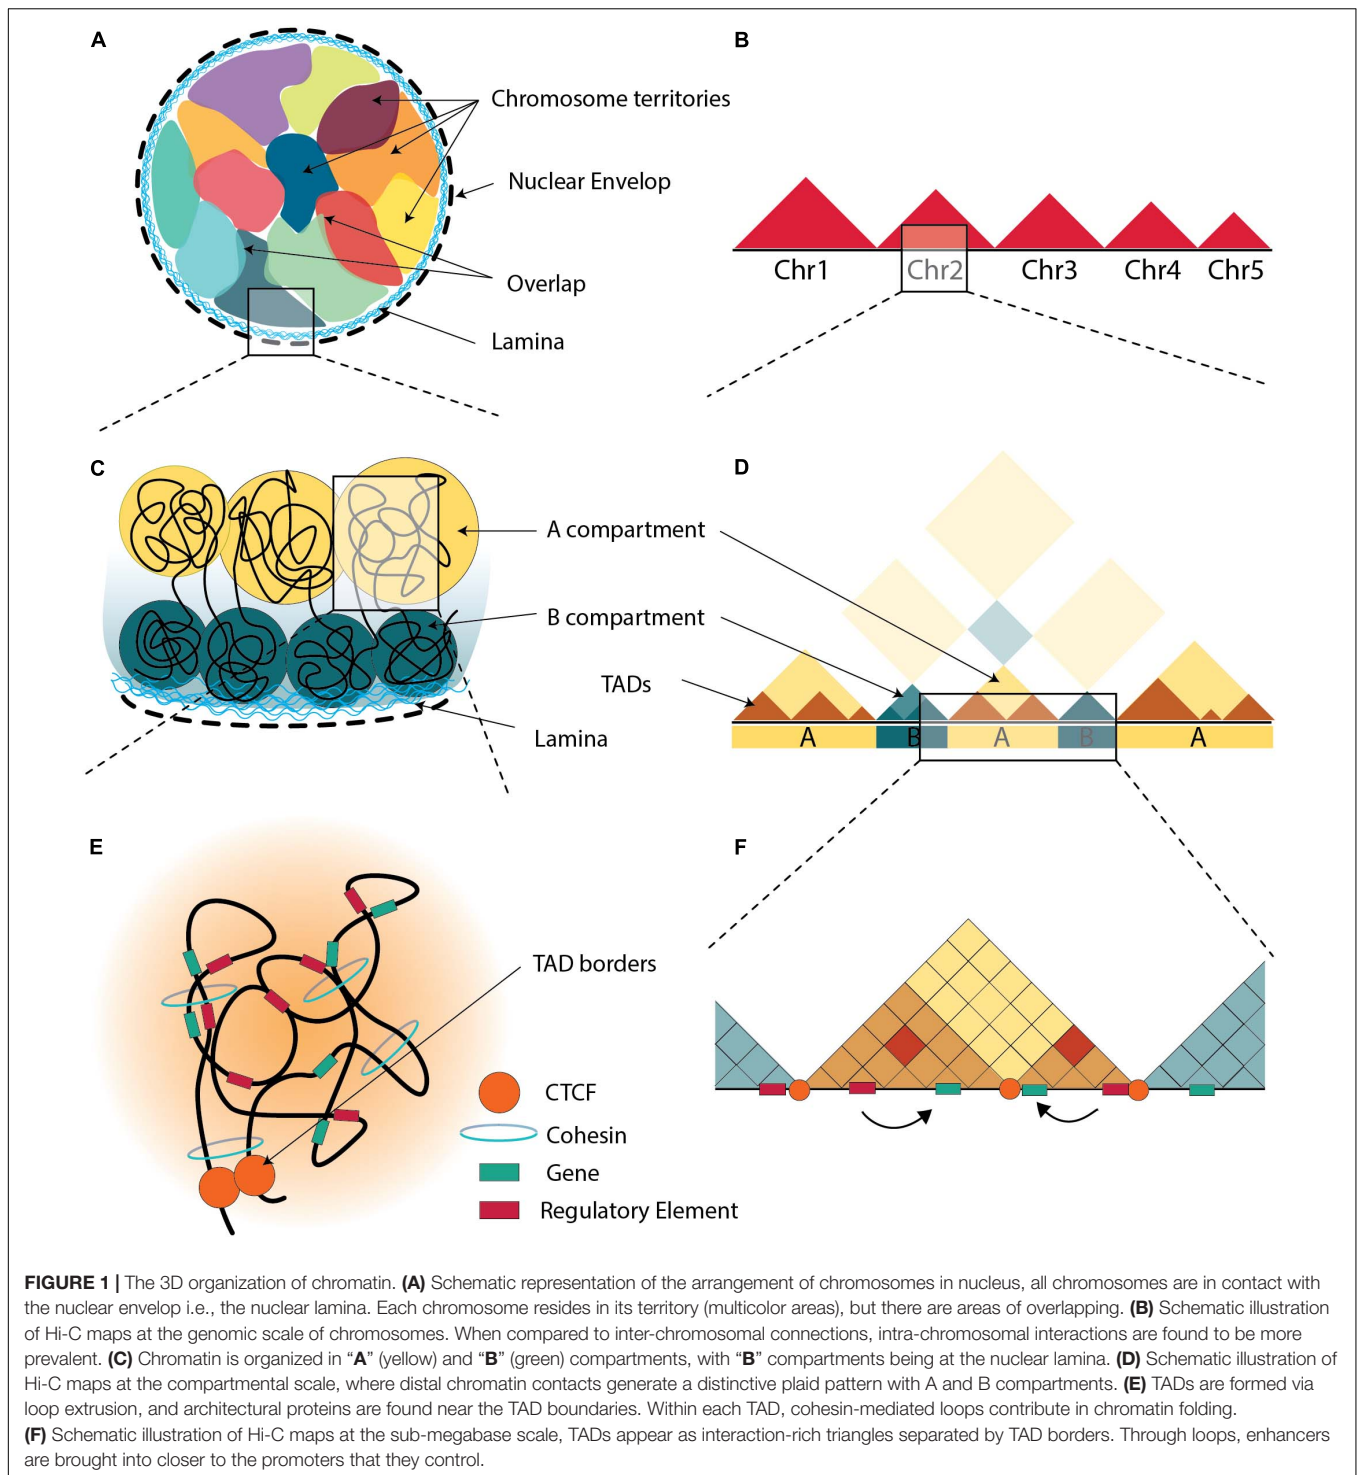 A
Chromosome territories
Nuclear Envelop
Overlap
Lamina
B
Chr1
Chr2
Chr3
Chr4
Chr5
C
A compartment
B compartment
TADs
Lamina
D
A
B
A
B
A
E
TAD borders
CTCF
Cohesin
Gene
Regulatory Element
F
FIGURE 1 | The 3D organization of chromatin. (A) Schematic representation of the arrangement of chromosomes in nucleus, all chromosomes are in contact with
the nuclear envelop i.e., the nuclear lamina. Each chromosome resides in its territory (multicolor areas), but there are areas of overlapping. (B) Schematic illustration
of Hi-C maps at the genomic scale of chromosomes. When compared to inter-chromosomal connections, intra-chromosomal interactions are found to be more
prevalent. (C) Chromatin is organized in “A” (yellow) and “B” (green) compartments, with “B” compartments being at the nuclear lamina. (D) Schematic illustration of
Hi-C maps at the compartmental scale, where distal chromatin contacts generate a distinctive plaid pattern with A and B compartments. (E) TADs are formed via
loop extrusion, and architectural proteins are found near the TAD boundaries. Within each TAD, cohesin-mediated loops contribute in chromatin folding.
(F) Schematic illustration of Hi-C maps at the sub-megabase scale, TADs appear as interaction-rich triangles separated by TAD borders. Through loops, enhancers
are brought into closer to the promoters that they control.